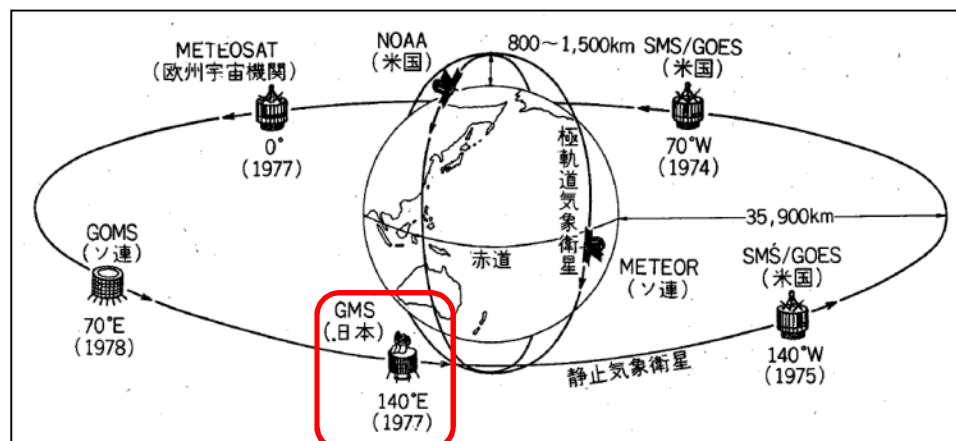 METEOSAT
(欧州宇宙機関)
0°
(1977)
NOAA
(米国)
800～1,500km
SMS/GOES
(米国)
70°W
(1974)
極軌道気象衛星
35,900km
GOMS
(ソ連)
70°E
(1978)
赤道
METEOR
(ソ連)
SMS/GOES
(米国)
140°W
(1975)
GMS
(日本)
140°E
(1977)
静止気象衛星